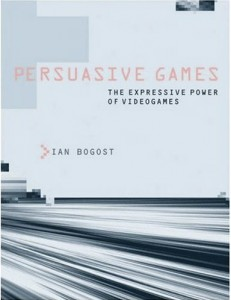 PERSUASIVE GAMES
THE EXPRESSIVE POWER
OF VIDEOGAMES
IAN BOGOST